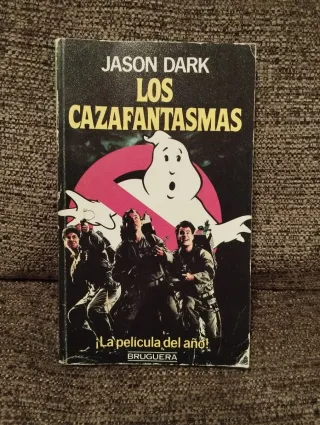 JASON DARK
LOS
CAZAFANTASMAS
¡La película del año!
BRUGUERA